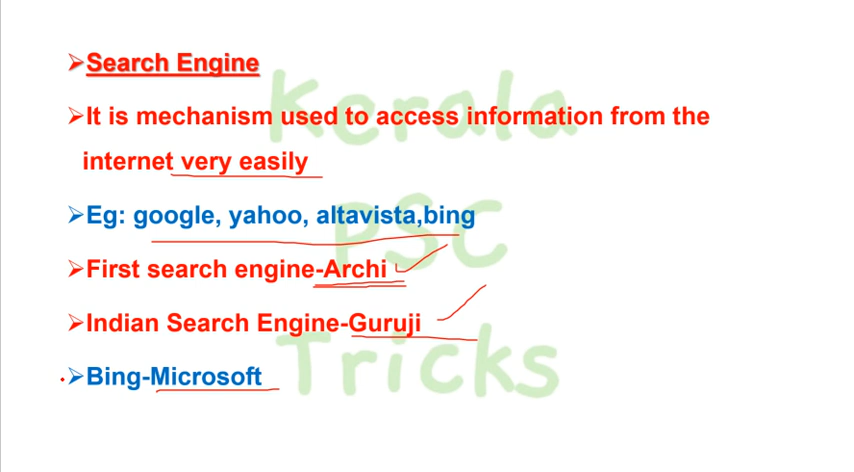 ➢Search Engine
➢It is mechanism used to access information from the
internet very easily
➢Eg: google, yahoo, altavista,bing
➢First search engine-Archi
➢Indian Search Engine-Guruji
➢Bing-Microsoft
Kerala
PSC
Tricks